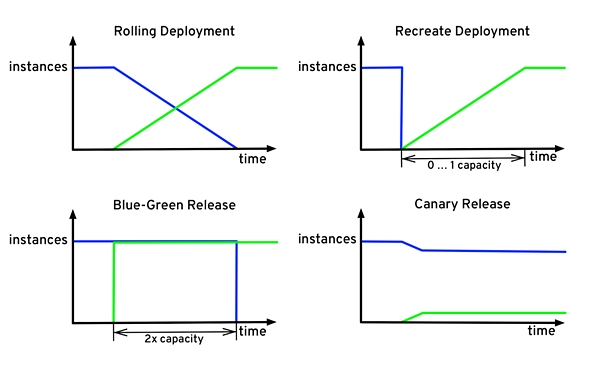 Rolling Deployment
instances
time
Recreate Deployment
instances
time
0 ... 1 capacity
Blue-Green Release
instances
time
2x capacity
Canary Release
instances
time